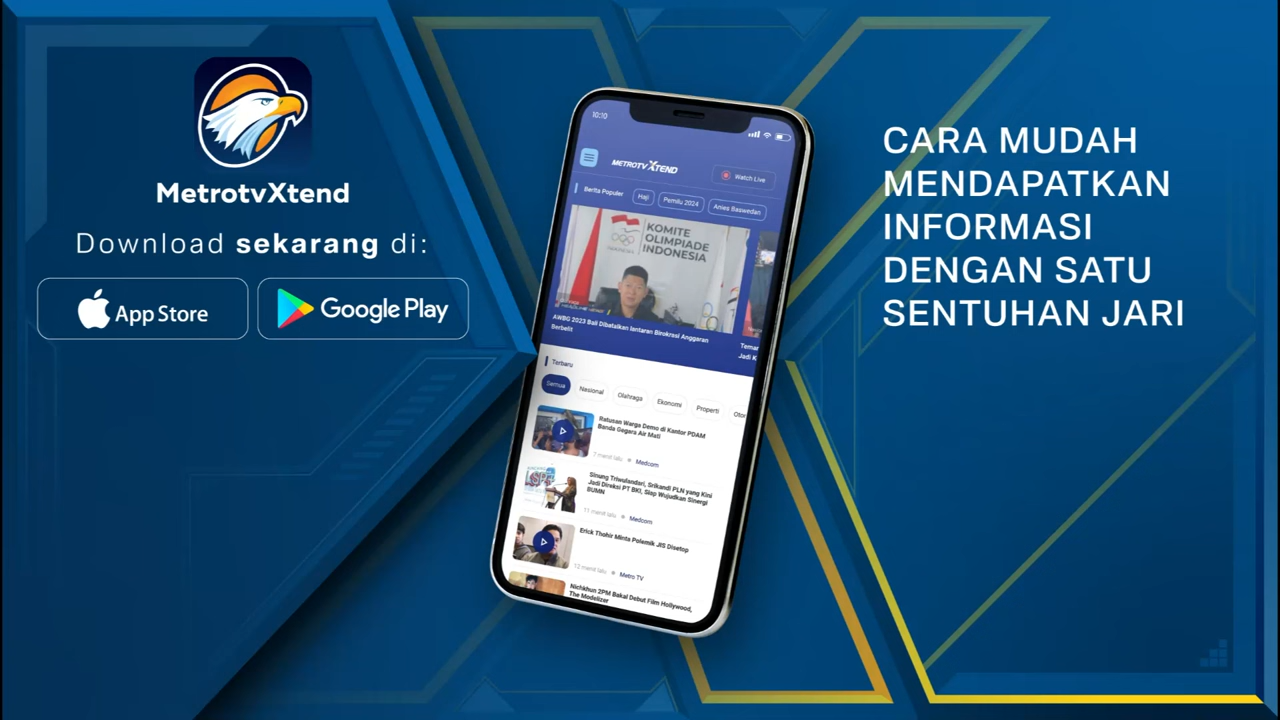 MetrotvXtend
Download sekarang di:
App Store
Google Play
10:10
METROTV XTEND
Watch Live
Berita Populer
Haji
Pemilu 2024
Anies Baswedan
KOMITE
OLIMPIADE
INDONESIA
AWBG 2023 Bali Dibatalkan lantaran Birokrasi Anggaran
Berbelit
Teman
Jadi K
Terbaru
Semua
Nasional
Olahraga
Ekonomi
Properti
Otor
Ratusan Warga Demo di Kantor PDAM
Banda Gegara Air Mati
7 menit lalu
Medcom
Sinung Triwulandari, Srikandi PLN yang Kini
Jadi Direksi PT BKI, Siap Wujudkan Sinergi
BUMN
11 menit lalu
Medcom
Erick Thohir Minta Polemik JIS Disetop
12 menit lalu
Metro TV
Nichkhun 2PM Bakal Debut Film Hollywood,
The Modelizer
CARA MUDAH
MENDAPATKAN
INFORMASI
DENGAN SATU
SENTUHAN JARI